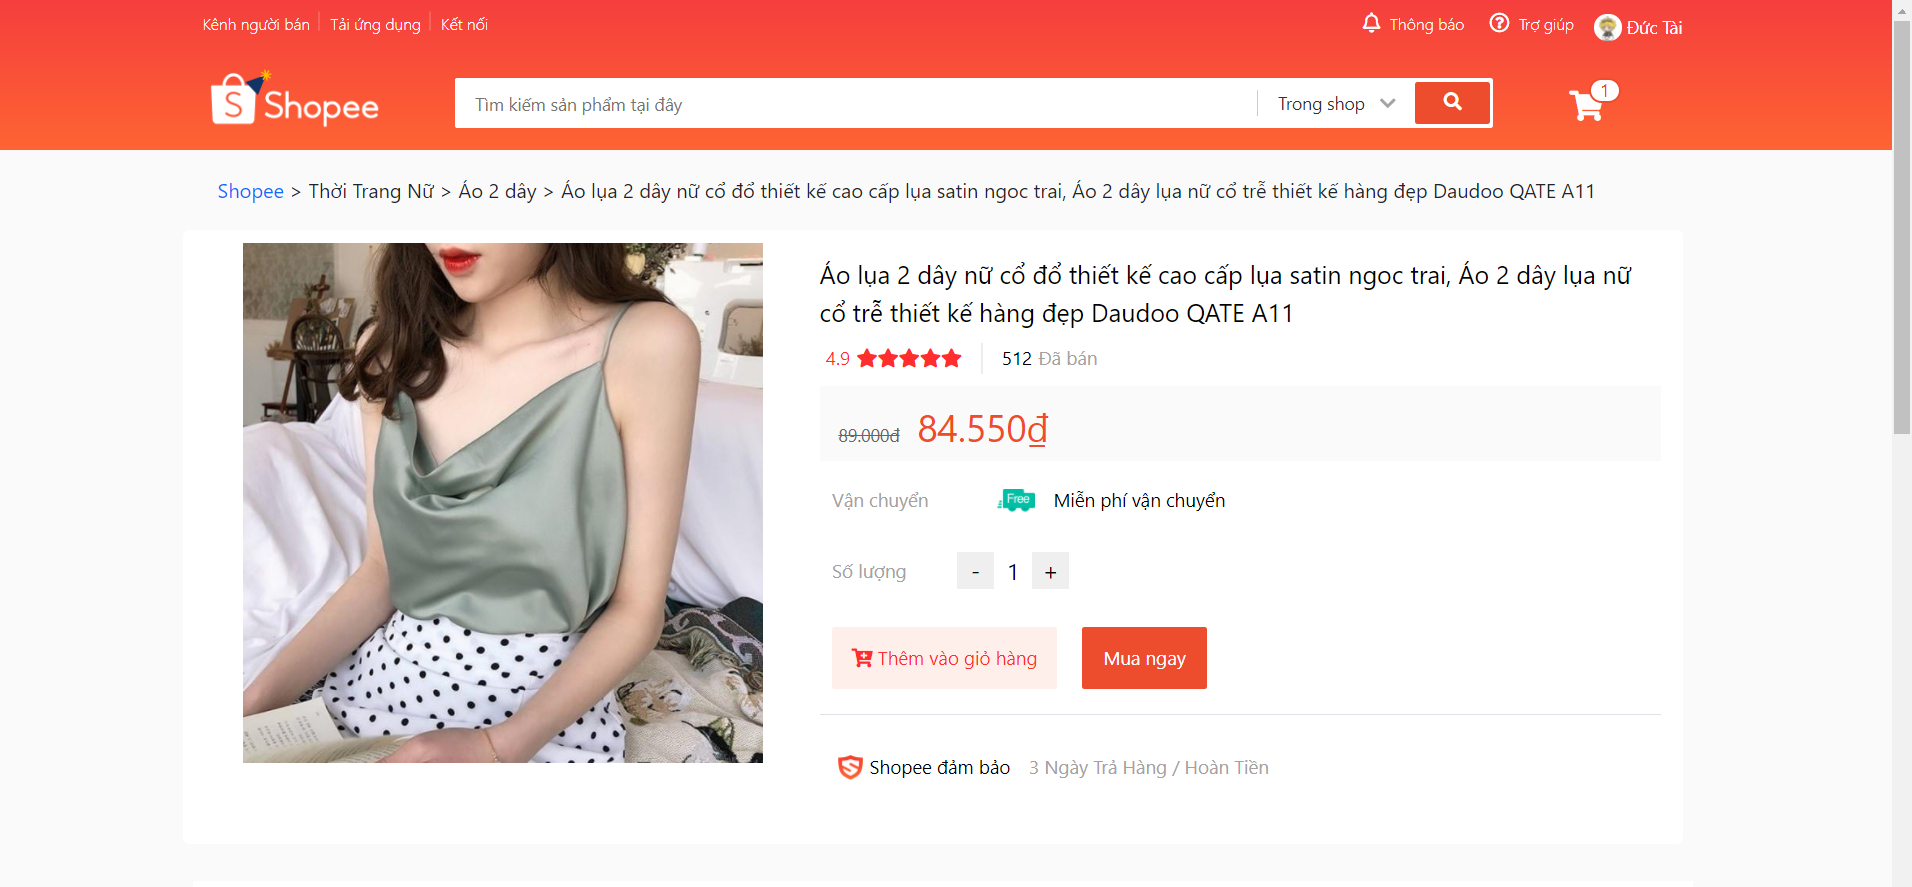 Kênh người bán
Tải ứng dụng
Kết nối
Thông báo
Trợ giúp
Đức Tài
S Shopee
Tìm kiếm sản phẩm tại đây
Trong shop
1
Shopee > Thời Trang Nữ > Áo 2 dây > Áo lụa 2 dây nữ cổ đổ thiết kế cao cấp lụa satin ngoc trai, Áo 2 dây lụa nữ cổ trễ thiết kế hàng đẹp Daudoo QATE A11
Áo lụa 2 dây nữ cổ đổ thiết kế cao cấp lụa satin ngoc trai, Áo 2 dây lụa nữ
cổ trễ thiết kế hàng đẹp Daudoo QATE A11
4.9
512 Đã bán
89.000đ 84.550₫
Vận chuyển
Free
Miễn phí vận chuyển
Số lượng
- 1 +
Thêm vào giỏ hàng
Mua ngay
Shopee đảm bảo
3 Ngày Trả Hàng / Hoàn Tiền